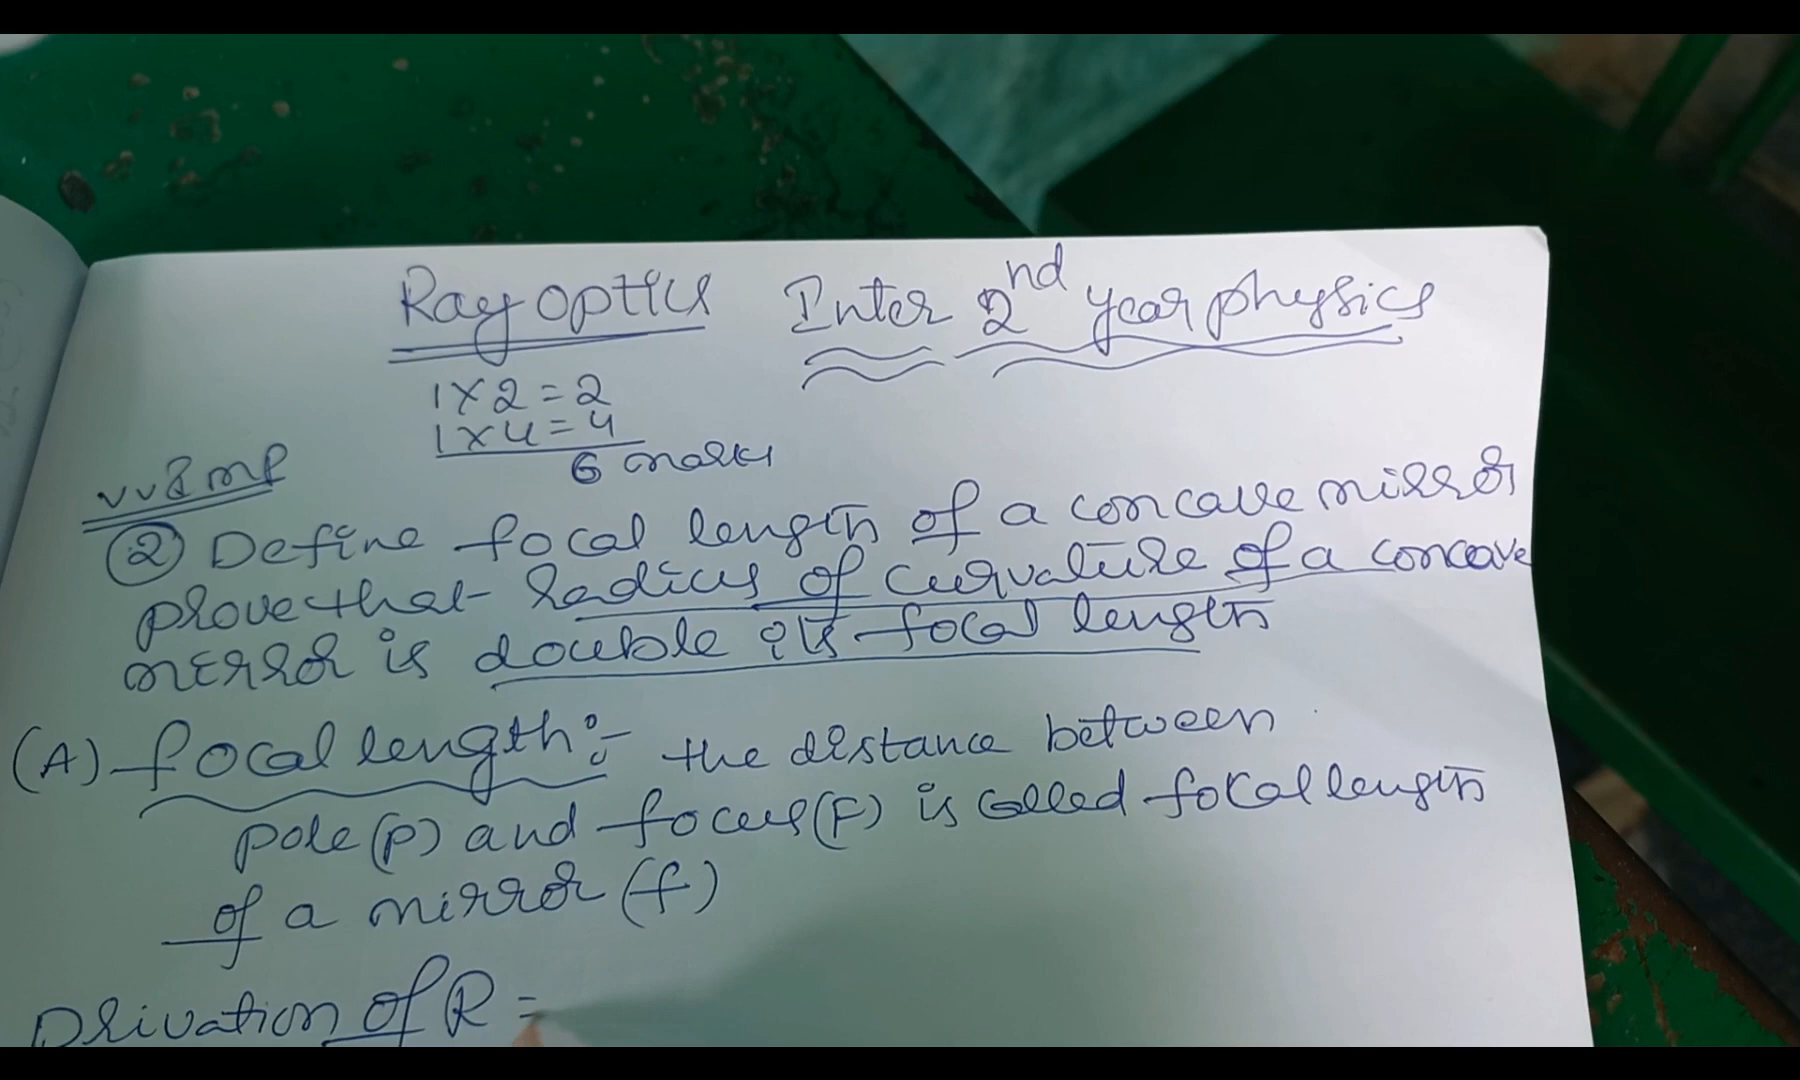 Ray optics Inter 2nd year physics
1 x 2 = 2
1 x 4 = 4
6 marks
vv Imp
(2) Define focal length of a concave mirror
prove that radius of curvature of a concave
mirror is double its focal length
(A) focal length :- the distance between
pole (p) and focus (F) is called focal length
of a mirror (f)
Drivation of R =